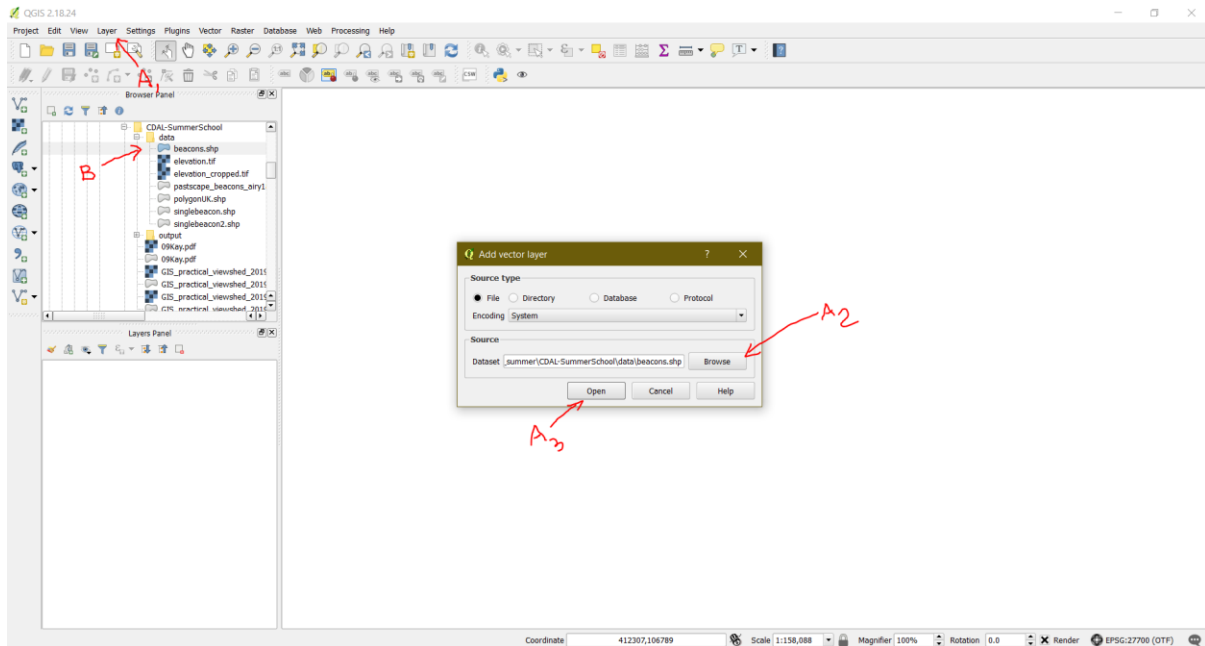 QGIS 2.18.24
Project Edit View Layer Settings Plugins Vector Raster Database Web Processing Help
A1
Browser Panel
CDAL-SummerSchool
data
beacons.shp
B
elevation.tif
elevation_cropped.tif
pastscape_beacons_airy1
polygonUK.shp
singlebeacon.shp
singlebeacon2.shp
output
09Kay.pdf
09Kay.pdf
GIS_practical_viewshed_2019
GIS_practical_viewshed_2019
GIS_practical_viewshed_2019
GIS_practical_viewshed_2019
Layers Panel
Add vector layer ? X
Source type
File Directory Database Protocol
Encoding System
A2
Source
Dataset _summer\CDAL-SummerSchool\data\beacons.shp Browse
Open Cancel Help
A3
Coordinate 412307,106789 Scale 1:158,088 Magnifier 100% Rotation 0.0 Render EPSG:27700 (OTF)